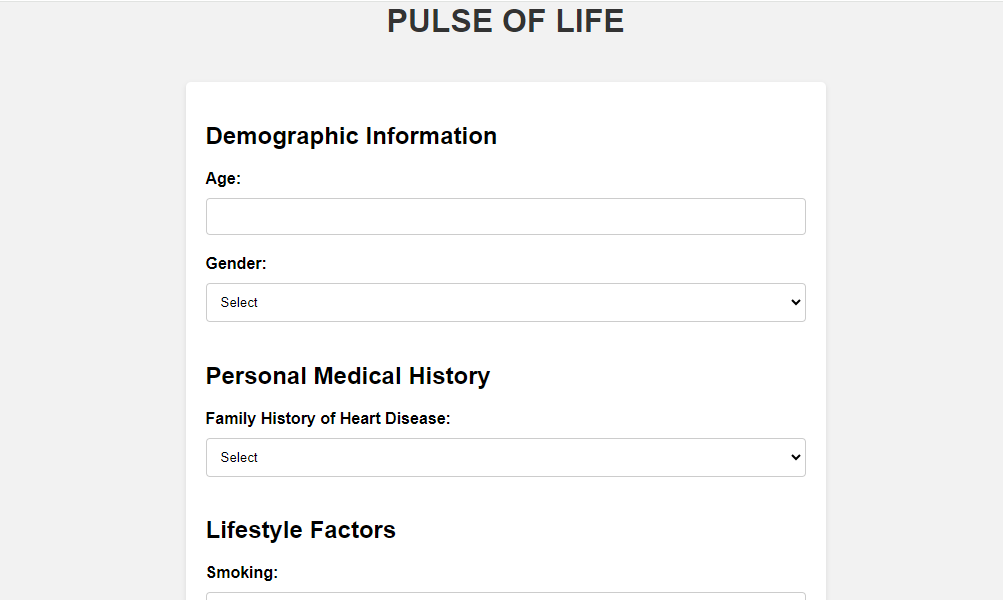 PULSE OF LIFE
Demographic Information
Age:
Gender:
Select
Personal Medical History
Family History of Heart Disease:
Select
Lifestyle Factors
Smoking: